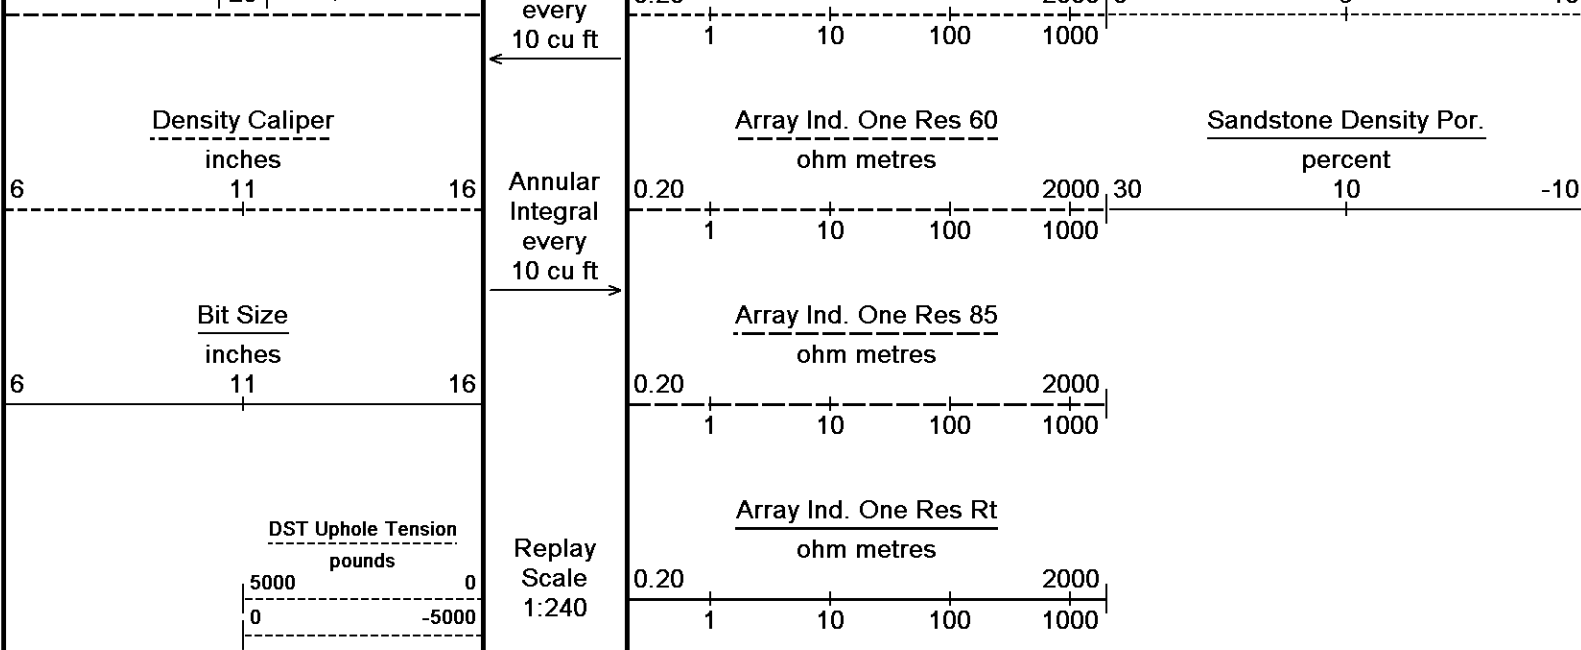 every
10 cu ft
1 10 100 1000
Density Caliper
inches
6 11 16
Annular
Integral
every
10 cu ft
Array Ind. One Res 60
ohm metres
0.20 2000
1 10 100 1000
Sandstone Density Por.
percent
30 10 -10
Bit Size
inches
6 11 16
Array Ind. One Res 85
ohm metres
0.20 2000
1 10 100 1000
DST Uphole Tension
pounds
5000 0
0 -5000
Replay
Scale
1:240
Array Ind. One Res Rt
ohm metres
0.20 2000
1 10 100 1000